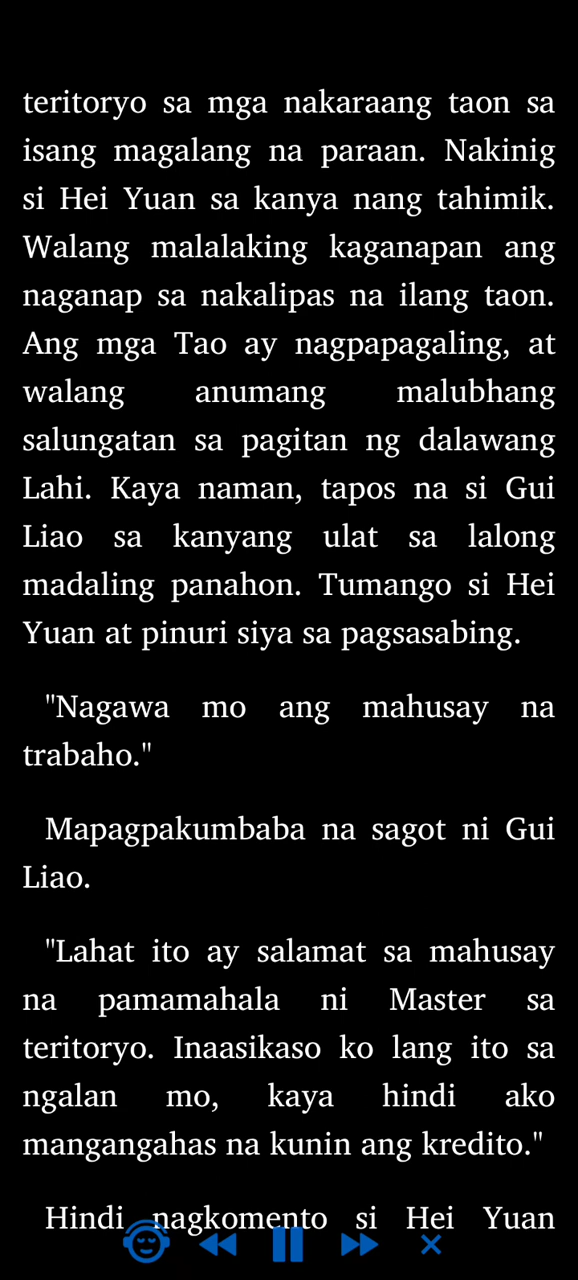 teritoryo sa mga nakaraang taon sa
isang magalang na paraan. Nakinig
si Hei Yuan sa kanya nang tahimik.
Walang malalaking kaganapan ang
naganap sa nakalipas na ilang taon.
Ang mga Tao ay nagpapagaling, at
walang anumang malubhang
salungatan sa pagitan ng dalawang
Lahi. Kaya naman, tapos na si Gui
Liao sa kanyang ulat sa lalong
madaling panahon. Tumango si Hei
Yuan at pinuri siya sa pagsasabing.
"Nagawa mo ang mahusay na
trabaho."
Mapagpakumbaba na sagot ni Gui
Liao.
"Lahat ito ay salamat sa mahusay
na pamamahala ni Master sa
teritoryo. Inaasikaso ko lang ito sa
ngalan mo, kaya hindi ako
mangangahas na kunin ang kredito."
Hindi nagkomento si Hei Yuan